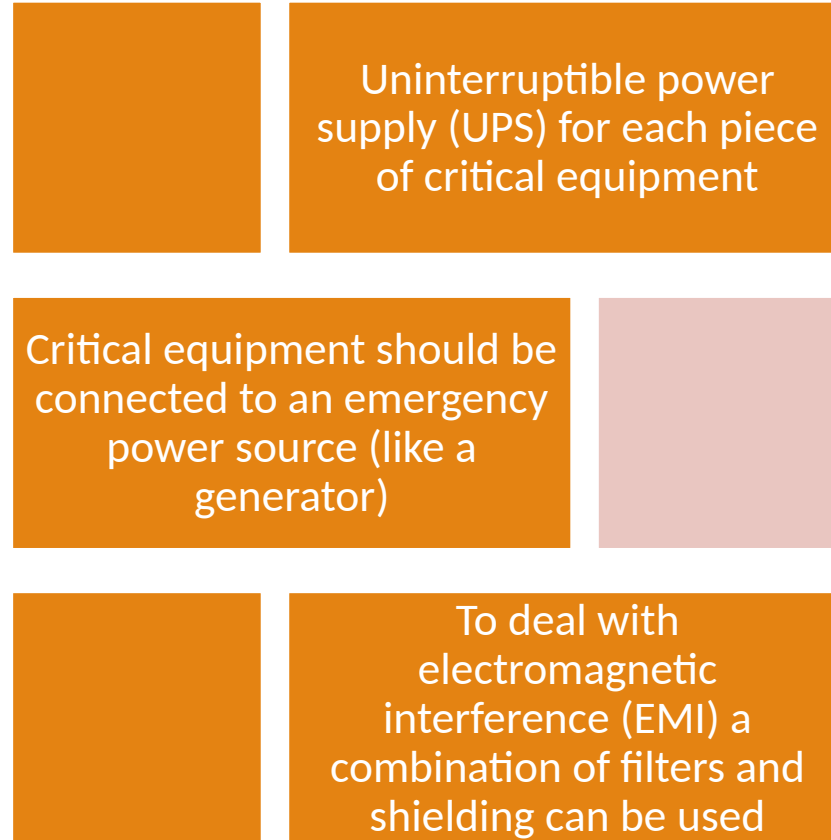 Uninterruptible power
supply (UPS) for each piece
of critical equipment
Critical equipment should be
connected to an emergency
power source (like a
generator)
To deal with
electromagnetic
interference (EMI) a
combination of filters and
shielding can be used